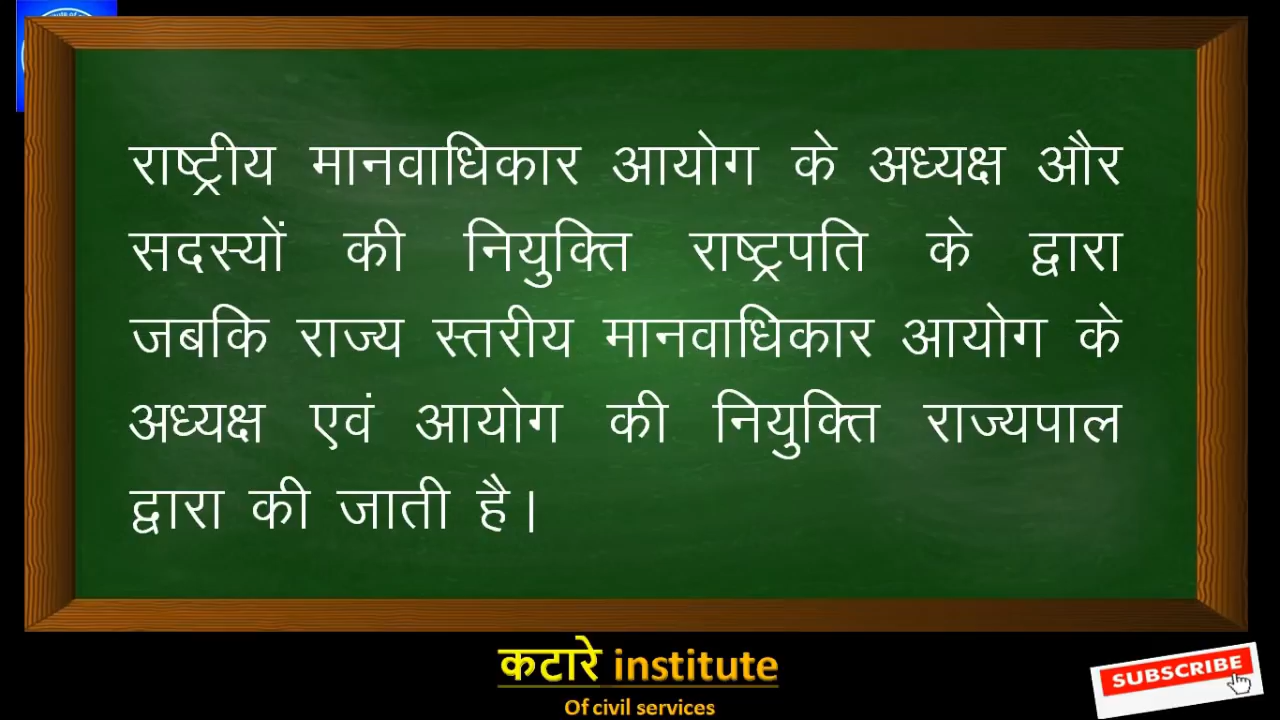 राष्ट्रीय मानवाधिकार आयोग के अध्यक्ष और
सदस्यों की नियुक्ति राष्ट्रपति के द्वारा
जबकि राज्य स्तरीय मानवाधिकार आयोग के
अध्यक्ष एवं आयोग की नियुक्ति राज्यपाल
द्वारा की जाती है।
कटारे institute
Of civil services
SUBSCRIBE